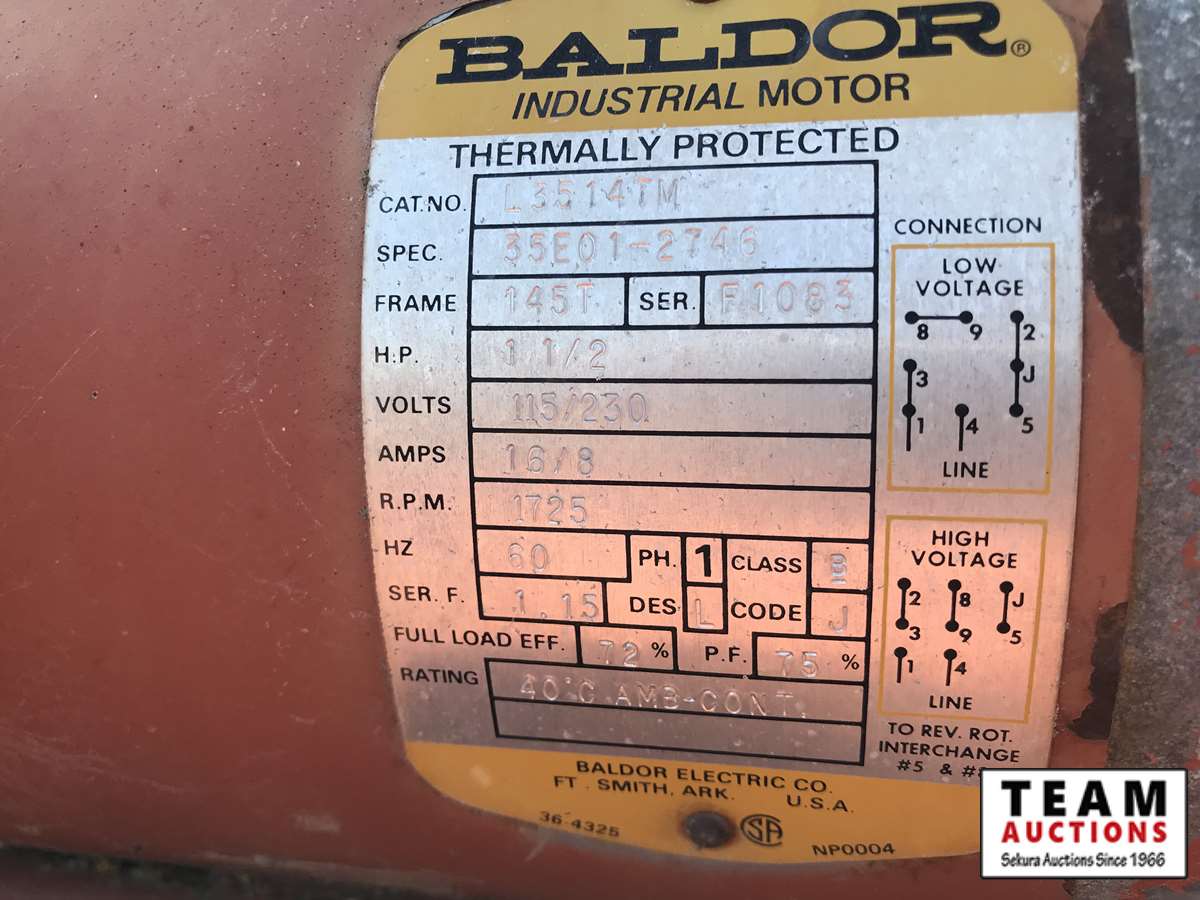 BALDOR®
INDUSTRIAL MOTOR
THERMALLY PROTECTED
CAT.NO. L3514TM
SPEC. 35E01-2746
FRAME 145T SER. F1083
H.P. 1 1/2
VOLTS 115/230
AMPS 16/8
R.P.M. 1725
HZ 60 PH. 1 CLASS B
SER. F. 1.15 DES L CODE J
FULL LOAD EFF. 72 % P.F. 75 %
RATING 40°C AMB-CONT.
CONNECTION
LOW
VOLTAGE
8 9 2
3 J
1 4 5
LINE
HIGH
VOLTAGE
2 8 J
3 9 5
1 4
LINE
TO REV. ROT.
INTERCHANGE
#5 & #8
BALDOR ELECTRIC CO.
FT. SMITH, ARK. U.S.A.
36-4325
SA
NP0004
TEAM
AUCTIONS
Sekura Auctions Since 1966